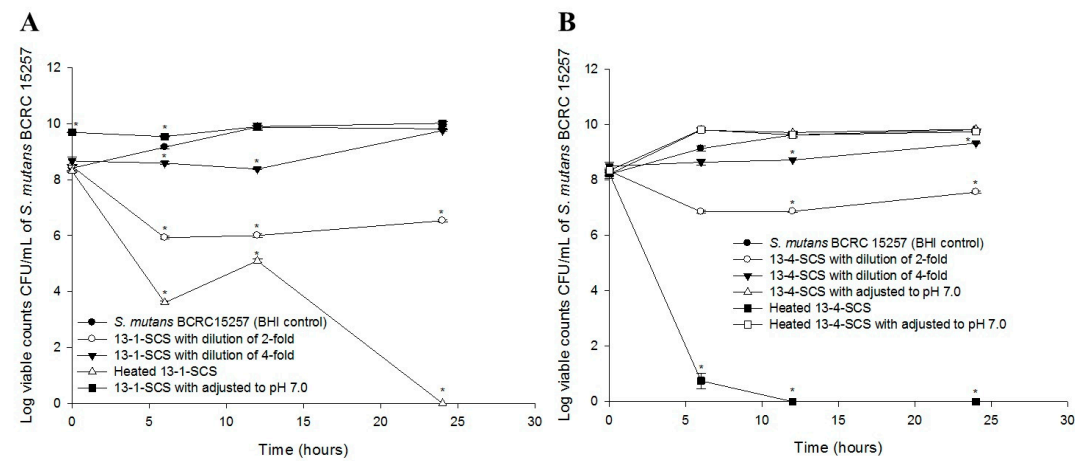 A
Log viable counts CFU/mL of S. mutans BCRC 15257
12
10
8
6
4
2
0
* * * * * * * * * *
S. mutans BCRC15257 (BHI control)
13-1-SCS with dilution of 2-fold
13-1-SCS with dilution of 4-fold
Heated 13-1-SCS
13-1-SCS with adjusted to pH 7.0
0 5 10 15 20 25 30
Time (hours)
B
Log viable counts CFU/mL of S. mutans BCRC 15257
12
10
8
6
4
2
0
* * * * * * *
S. mutans BCRC 15257 (BHI control)
13-4-SCS with dilution of 2-fold
13-4-SCS with dilution of 4-fold
13-4-SCS with adjusted to pH 7.0
Heated 13-4-SCS
Heated 13-4-SCS with adjusted to pH 7.0
0 5 10 15 20 25 30
Time (hours)